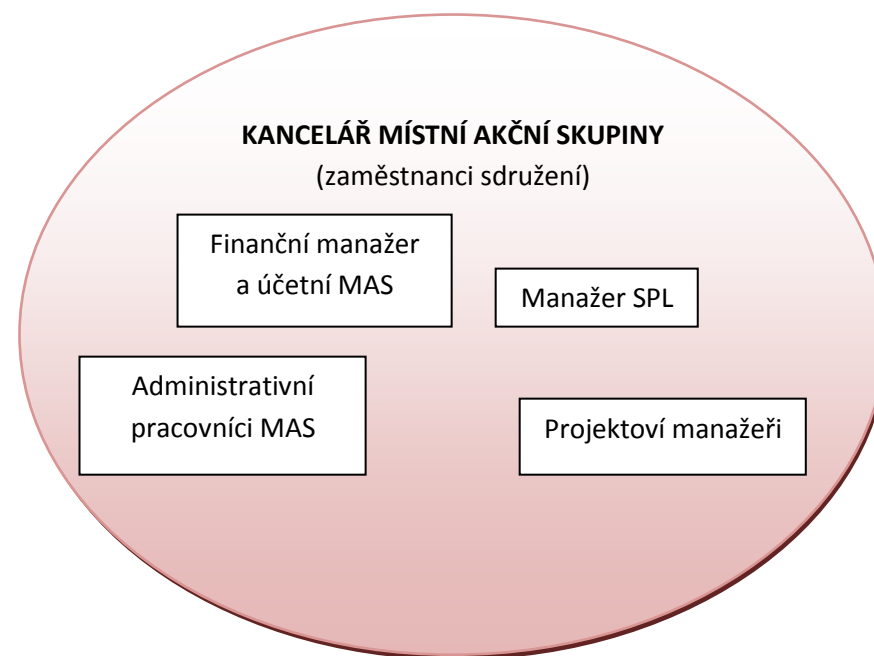 KANCELÁŘ MÍSTNÍ AKČNÍ SKUPINY
(zaměstnanci sdružení)
Finanční manažer
a účetní MAS
Manažer SPL
Administrativní
pracovníci MAS
Projektoví manažeři